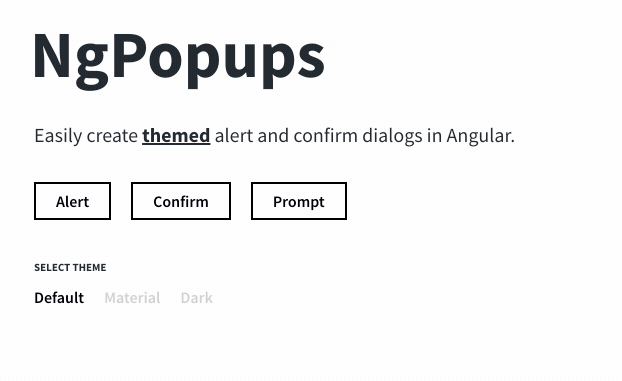 NgPopups
Easily create themed alert and confirm dialogs in Angular.
Alert Confirm Prompt
SELECT THEME
Default Material Dark